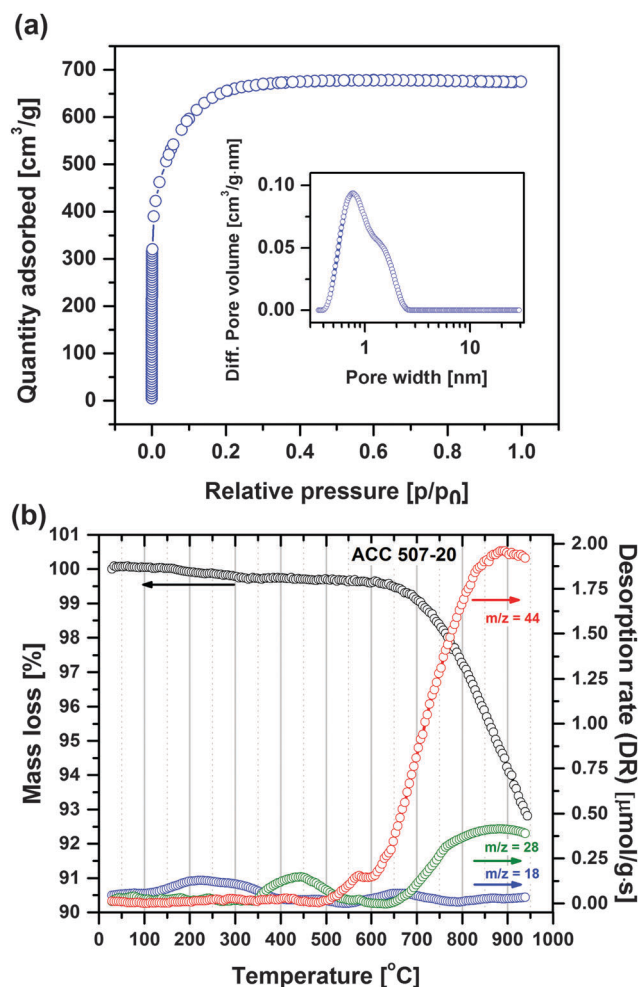 (a)
Quantity adsorbed [cm³/g]
700
600
500
400
300
200
100
0
0.0 0.2 0.4 0.6 0.8 1.0
Relative pressure [p/p₀]
Diff. Pore volume [cm³/g·nm]
0.10
0.05
0.00
1 10
Pore width [nm]
(b)
ACC 507-20
Mass loss [%]
101
100
99
98
97
96
95
94
93
92
91
90
Desorption rate (DR) [μmol/g·s]
2.00
1.75
1.50
1.25
1.00
0.75
0.50
0.25
0.00
m/z = 44
m/z = 28
m/z = 18
0 100 200 300 400 500 600 700 800 900 1000
Temperature [°C]